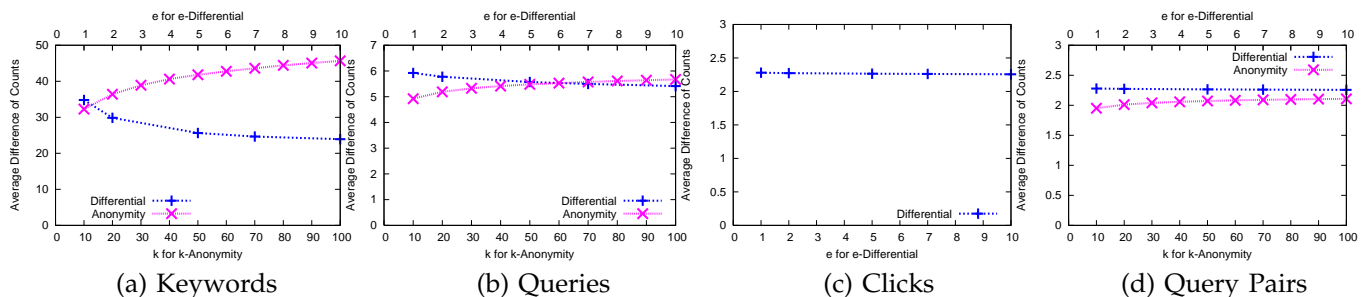 e for e-Differential
0 1 2 3 4 5 6 7 8 9 10
Average Difference of Counts
50
40
30
20
10
0
Differential
Anonymity
0 10 20 30 40 50 60 70 80 90 100
k for k-Anonymity
(a) Keywords
e for e-Differential
0 1 2 3 4 5 6 7 8 9 10
Average Difference of Counts
7
6
5
4
3
2
1
0
Differential
Anonymity
0 10 20 30 40 50 60 70 80 90 100
k for k-Anonymity
(b) Queries
Average Difference of Counts
3
2.5
2
1.5
1
0.5
0
Differential
0 2 4 6 8 10
e for e-Differential
(c) Clicks
e for e-Differential
0 1 2 3 4 5 6 7 8 9 10
Average Difference of Counts
3
2.5
2
1.5
1
0.5
0
Differential
Anonymity
0 10 20 30 40 50 60 70 80 90 100
k for k-Anonymity
(d) Query Pairs